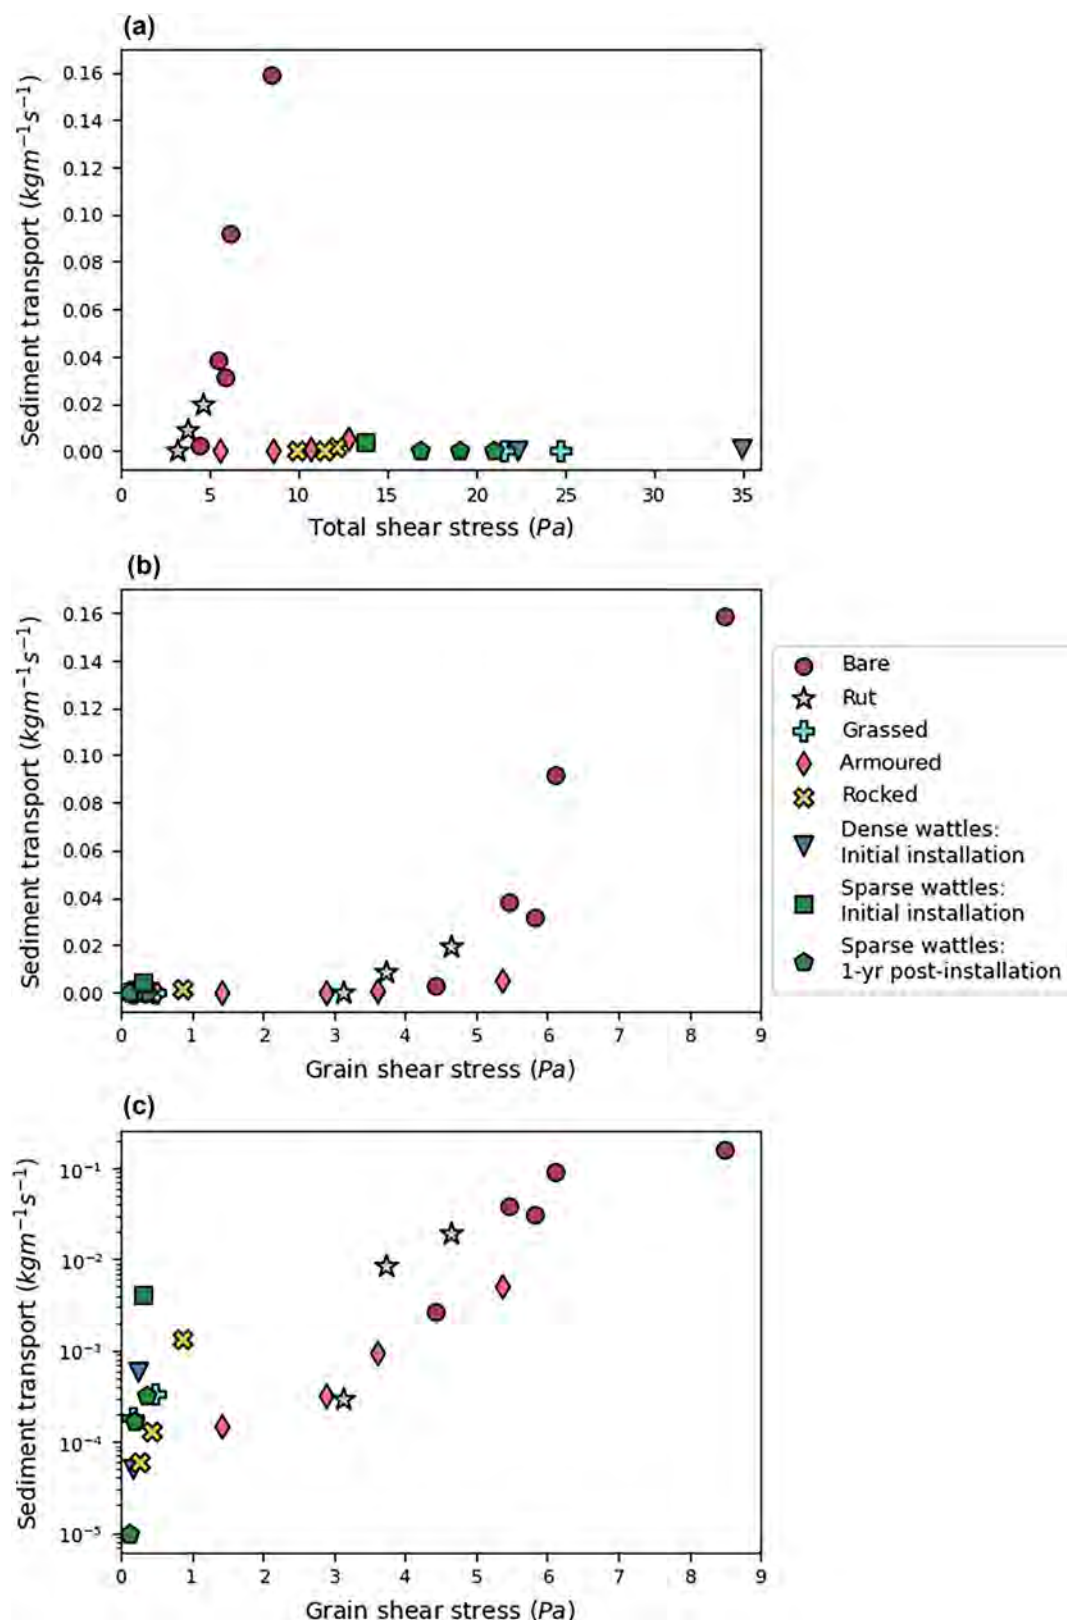 (a)
Sediment transport (kgm⁻¹s⁻¹)
0.16
0.14
0.12
0.10
0.08
0.06
0.04
0.02
0.00
0 5 10 15 20 25 30 35
Total shear stress (Pa)
(b)
Sediment transport (kgm⁻¹s⁻¹)
0.16
0.14
0.12
0.10
0.08
0.06
0.04
0.02
0.00
0 1 2 3 4 5 6 7 8 9
Grain shear stress (Pa)
Bare
Rut
Grassed
Armoured
Rocked
Dense wattles:
Initial installation
Sparse wattles:
Initial installation
Sparse wattles:
1-yr post-installation
(c)
Sediment transport (kgm⁻¹s⁻¹)
10⁻¹
10⁻²
10⁻³
10⁻⁴
10⁻⁵
0 1 2 3 4 5 6 7 8 9
Grain shear stress (Pa)